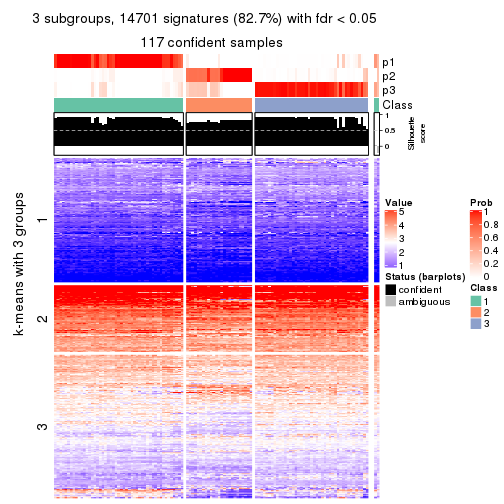 3 subgroups, 14701 signatures (82.7%) with fdr < 0.05
117 confident samples
p1
p2
p3
Class
1
0.5
0
Silhouette
score
k-means with 3 groups
1
2
3
Value
5
4
3
2
1
Status (barplots)
confident
ambiguous
Prob
1
0.8
0.6
0.4
0.2
0
Class
1
2
3